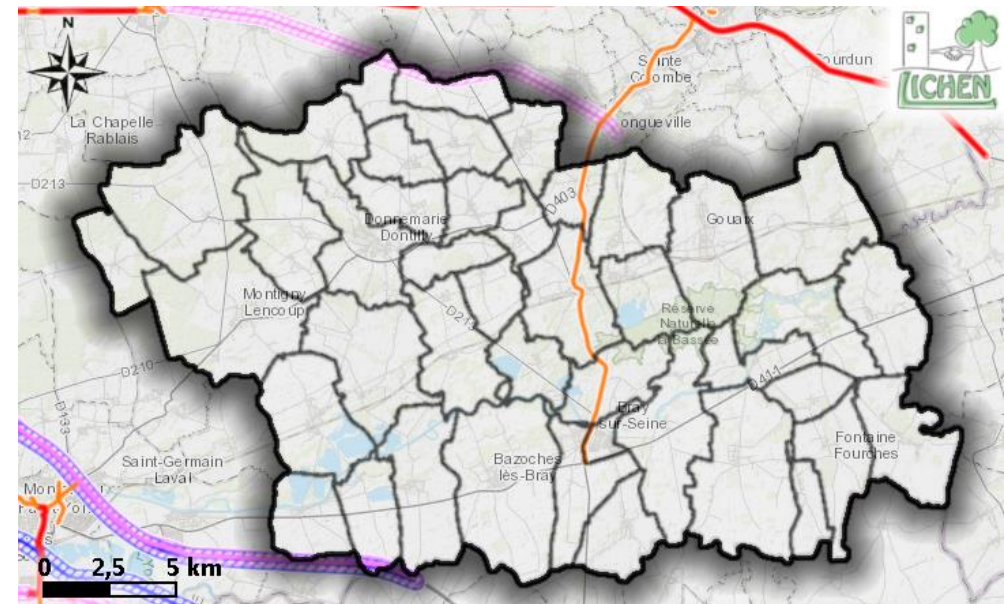 N
LICHEN
Sainte
Colombe
ourdun
La Chapelle
Rablais
ongueville
D213
D403
Donnemarie
Dontilly
Gouaix
Montigny
Lencoup
Réserve
Naturelle
La Bassée
D213
D210
D411
D133
Bray
-sur-Seine
Fontaine
Fourches
Saint-Germain
Laval
Bazoches
lès-Bray
Mon
0 2,5 5 km